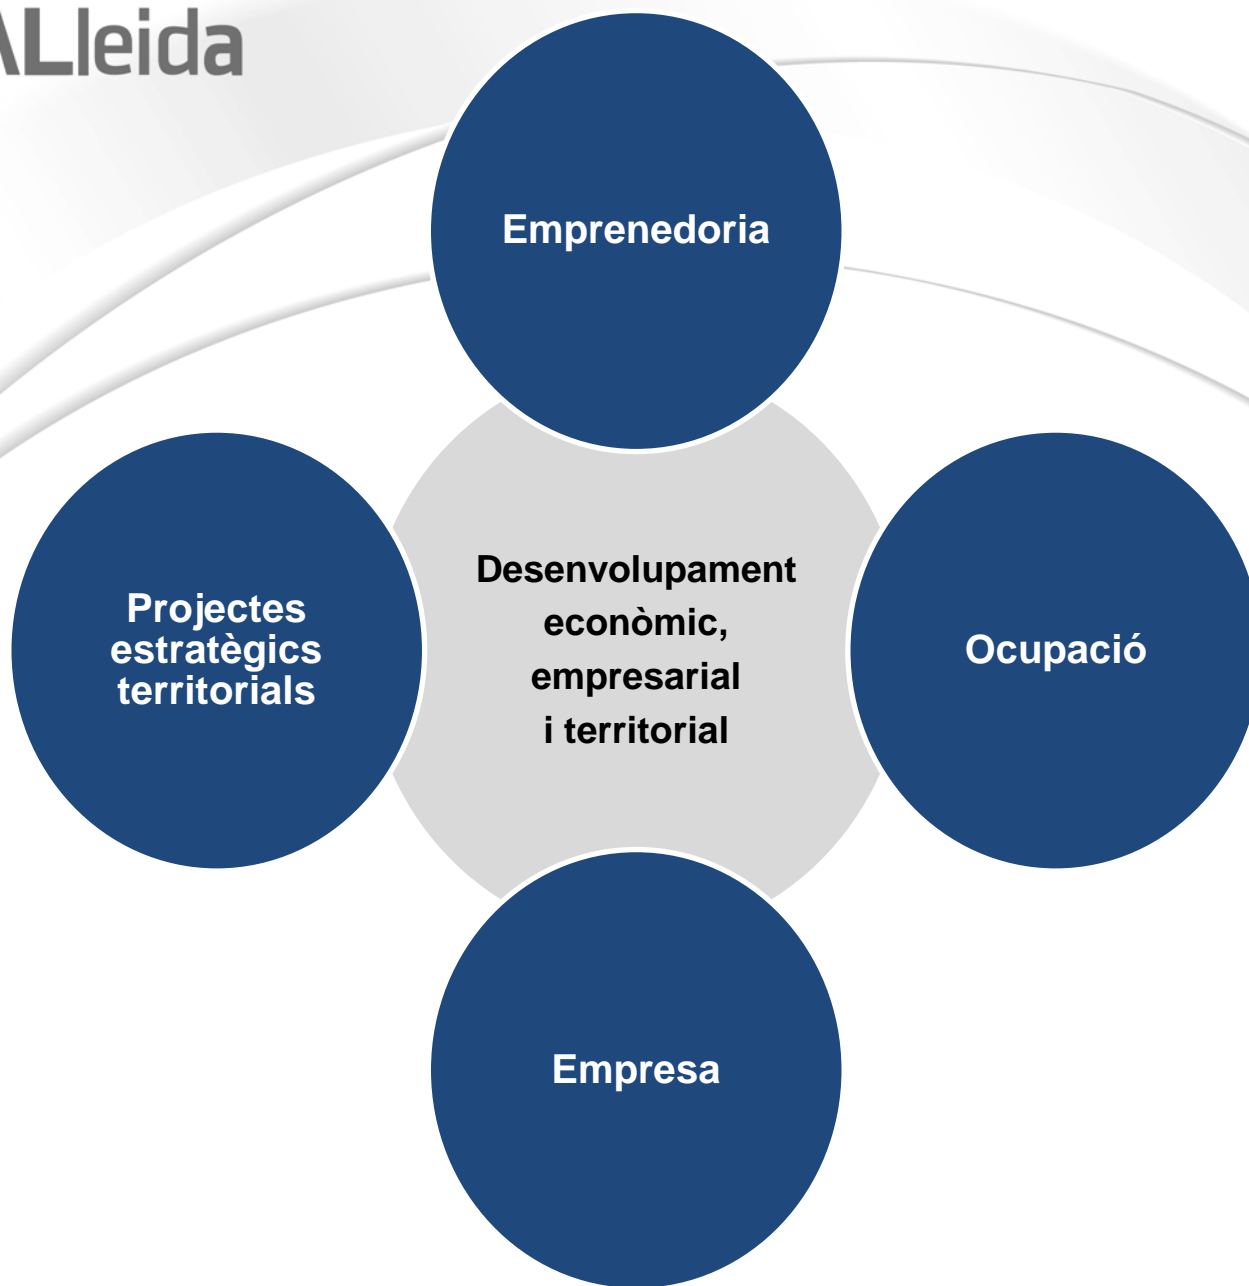 ALleida
Emprenedoria
Desenvolupament
econòmic,
empresarial
i territorial
Projectes
estratègics
territorials
Ocupació
Empresa